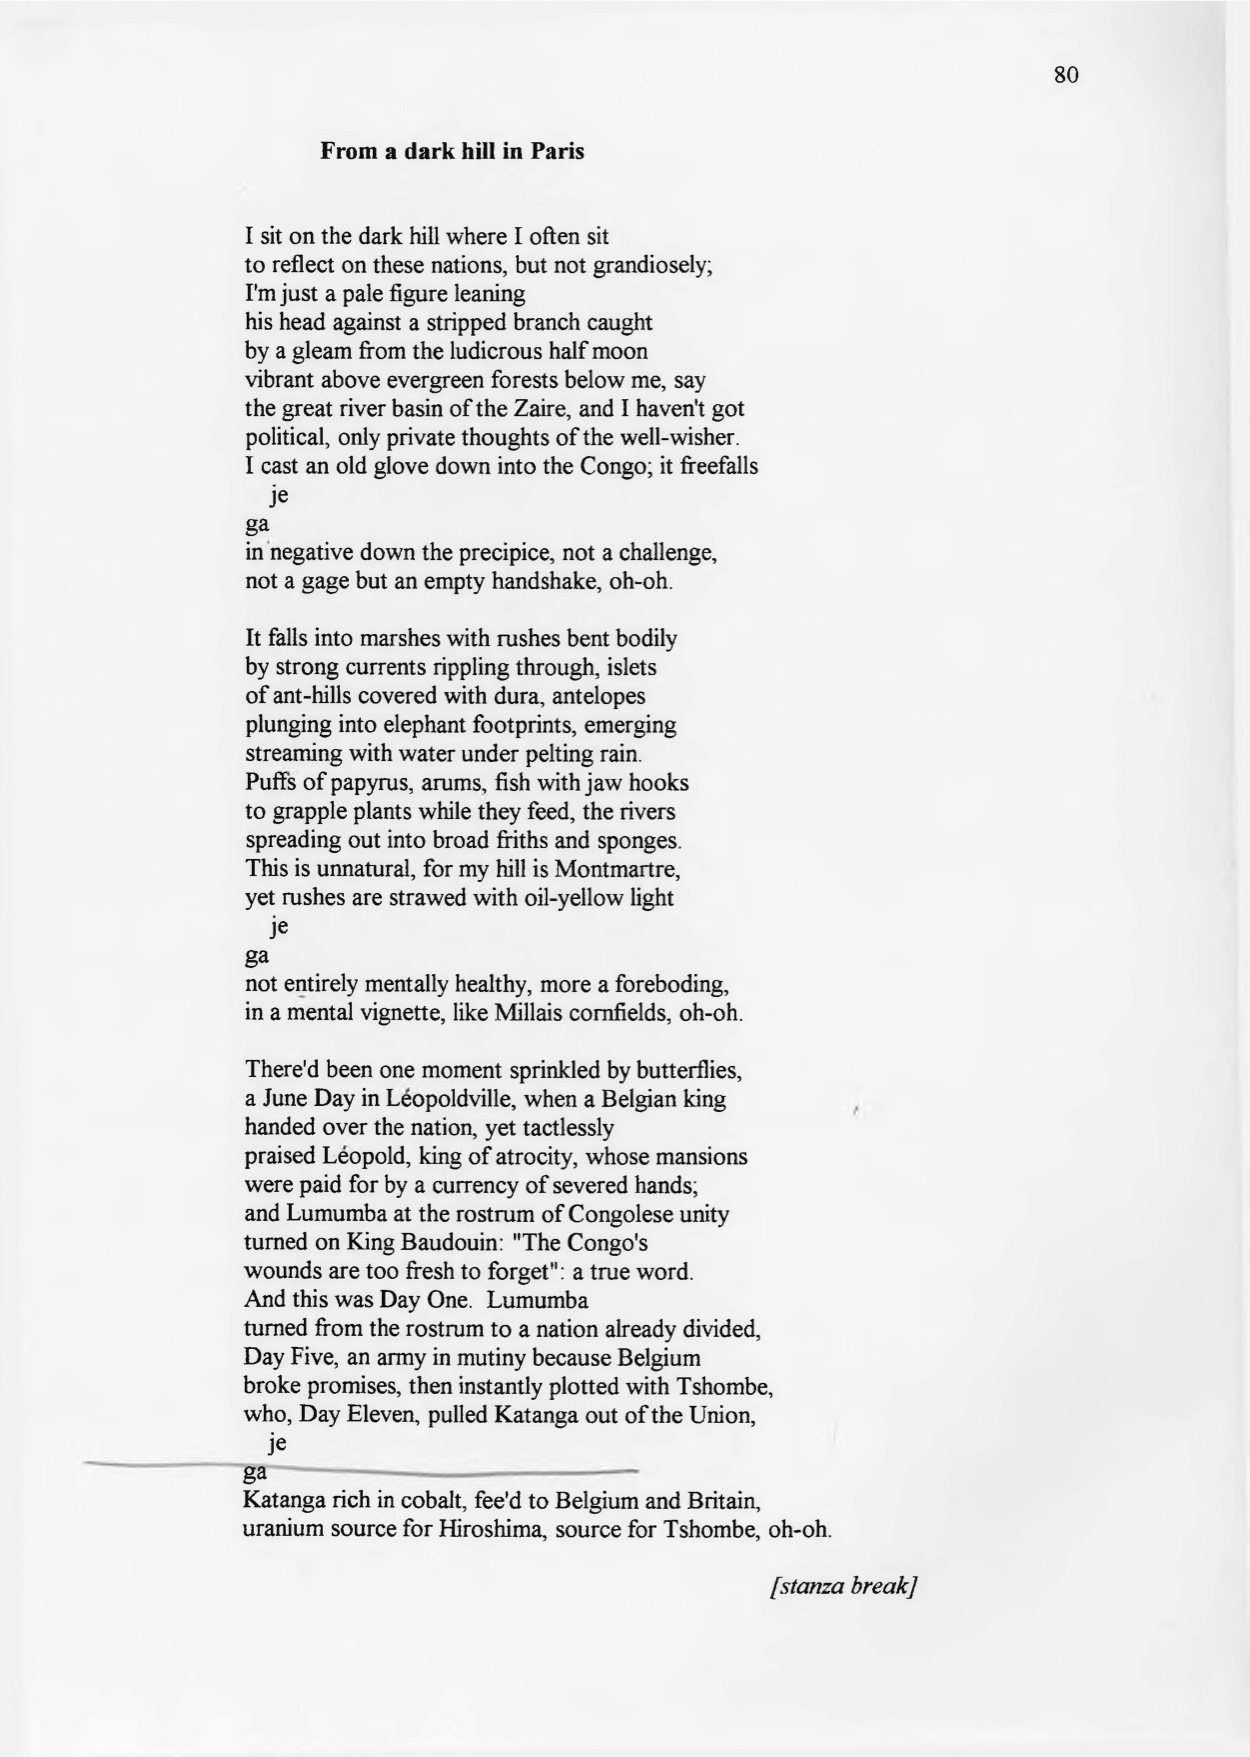 80
From a dark hill in Paris
I sit on the dark hill where I often sit
to reflect on these nations, but not grandiosely;
I'm just a pale figure leaning
his head against a stripped branch caught
by a gleam from the ludicrous half moon
vibrant above evergreen forests below me, say
the great river basin of the Zaire, and I haven't got
political, only private thoughts of the well-wisher.
I cast an old glove down into the Congo; it freefalls
je
ga
in negative down the precipice, not a challenge,
not a gage but an empty handshake, oh-oh.
It falls into marshes with rushes bent bodily
by strong currents rippling through, islets
of ant-hills covered with dura, antelopes
plunging into elephant footprints, emerging
streaming with water under pelting rain.
Puffs of papyrus, arums, fish with jaw hooks
to grapple plants while they feed, the rivers
spreading out into broad friths and sponges.
This is unnatural, for my hill is Montmartre,
yet rushes are strawed with oil-yellow light
je
ga
not entirely mentally healthy, more a foreboding,
in a mental vignette, like Millais cornfields, oh-oh.
There'd been one moment sprinkled by butterflies,
a June Day in Léopoldville, when a Belgian king
handed over the nation, yet tactlessly
praised Léopold, king of atrocity, whose mansions
were paid for by a currency of severed hands;
and Lumumba at the rostrum of Congolese unity
turned on King Baudouin: "The Congo's
wounds are too fresh to forget": a true word.
And this was Day One.  Lumumba
turned from the rostrum to a nation already divided,
Day Five, an army in mutiny because Belgium
broke promises, then instantly plotted with Tshombe,
who, Day Eleven, pulled Katanga out of the Union,
je
ga
Katanga rich in cobalt, fee'd to Belgium and Britain,
uranium source for Hiroshima, source for Tshombe, oh-oh.
[stanza break]